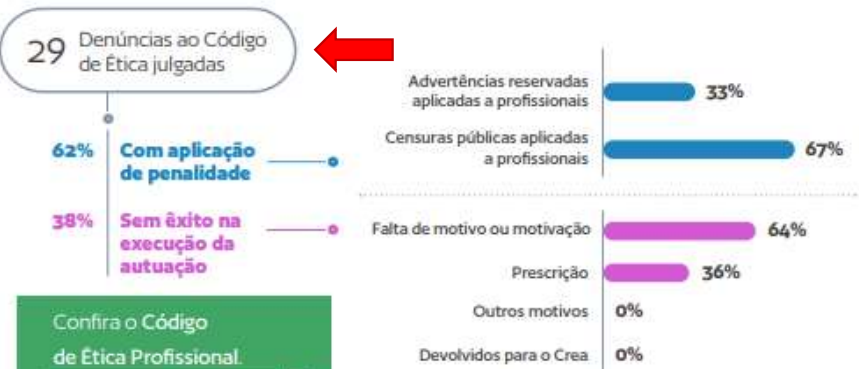 29 Denúncias ao Código
de Ética julgadas
62% Com aplicação
de penalidade
Advertências reservadas
aplicadas a profissionais 33%
Censuras públicas aplicadas
a profissionais 67%
38% Sem êxito na
execução da
autuação
Falta de motivo ou motivação 64%
Prescrição 36%
Outros motivos 0%
Devolvidos para o Crea 0%
Confira o Código
de Ética Profissional.